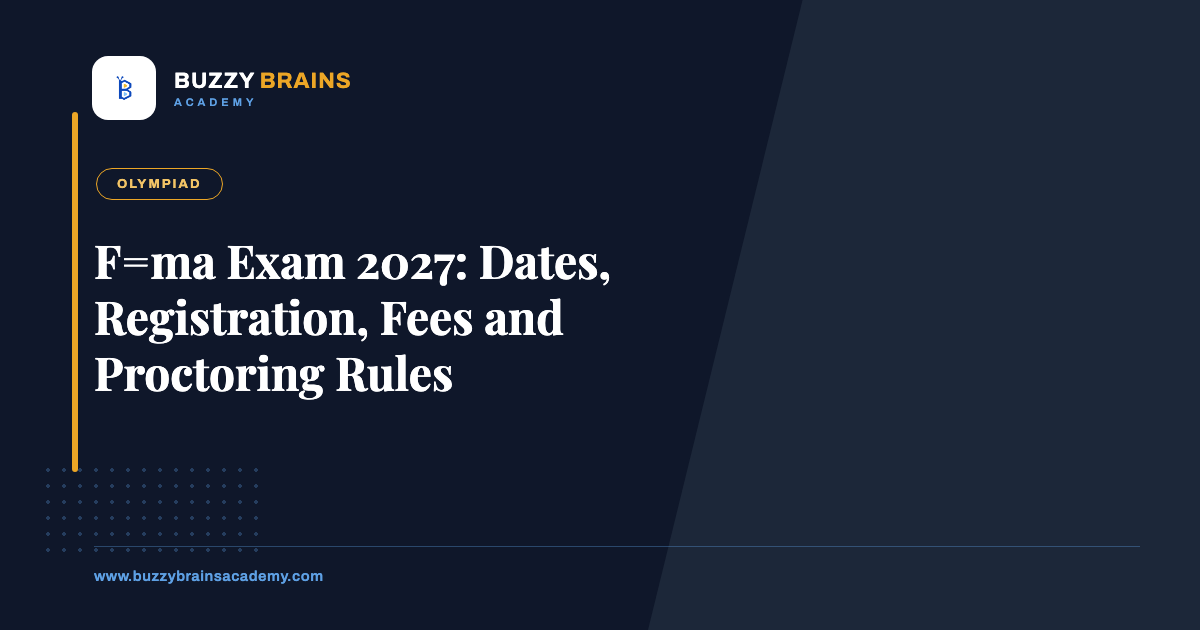 BUZZY BRAINS
ACADEMY
OLYMPIAD
F=ma Exam 2027: Dates,
Registration, Fees and
Proctoring Rules
www.buzzybrainsacademy.com